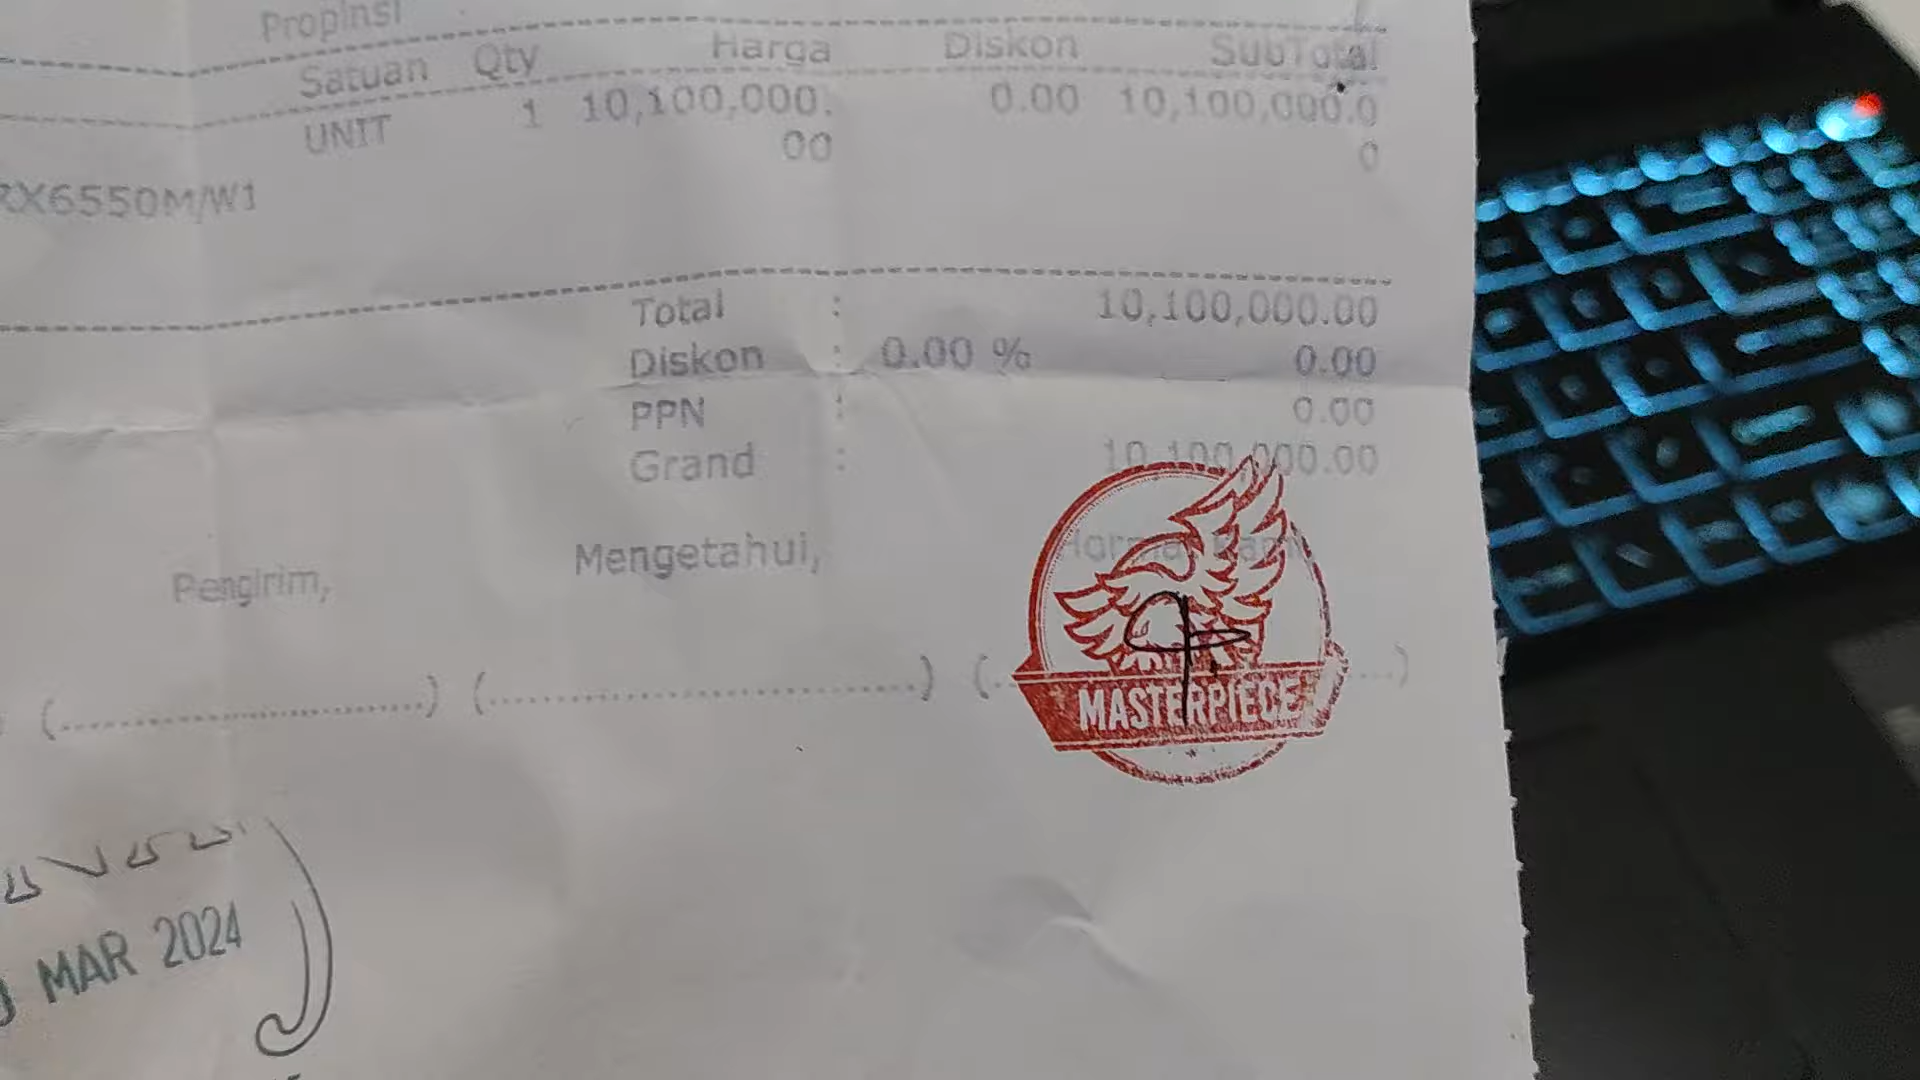 Propinsi
Satuan Qty Harga Diskon SubTotal
UNIT 1 10,100,000. 0.00 10,100,000.0
00 0
RX6550M/W1
Total : 10,100,000.00
Diskon : 0.00 % 0.00
PPN : 0.00
Grand : 10,100,000.00
Pengirim, Mengetahui, Hormat Kami
(....................................) (....................................) (....................................)
MASTERPIECE
MAR 2024